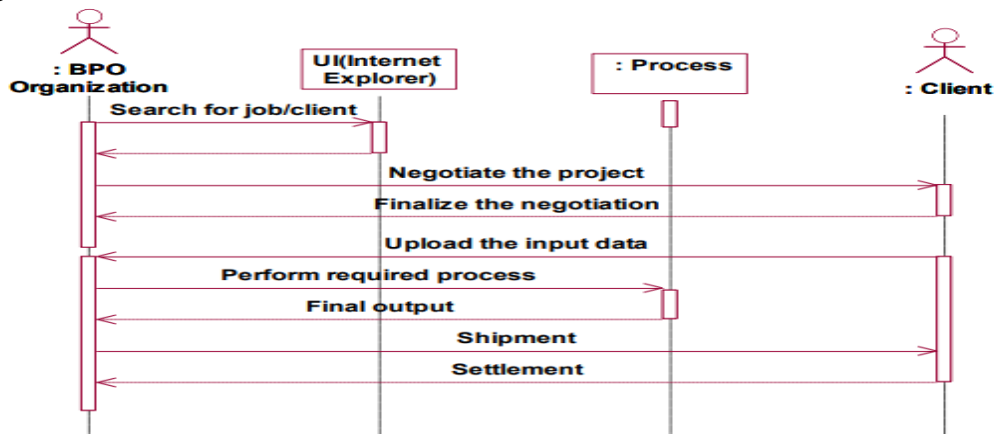 : BPO
Organization
UI(Internet
Explorer)
: Process
: Client
Search for job/client
Negotiate the project
Finalize the negotiation
Upload the input data
Perform required process
Final output
Shipment
Settlement